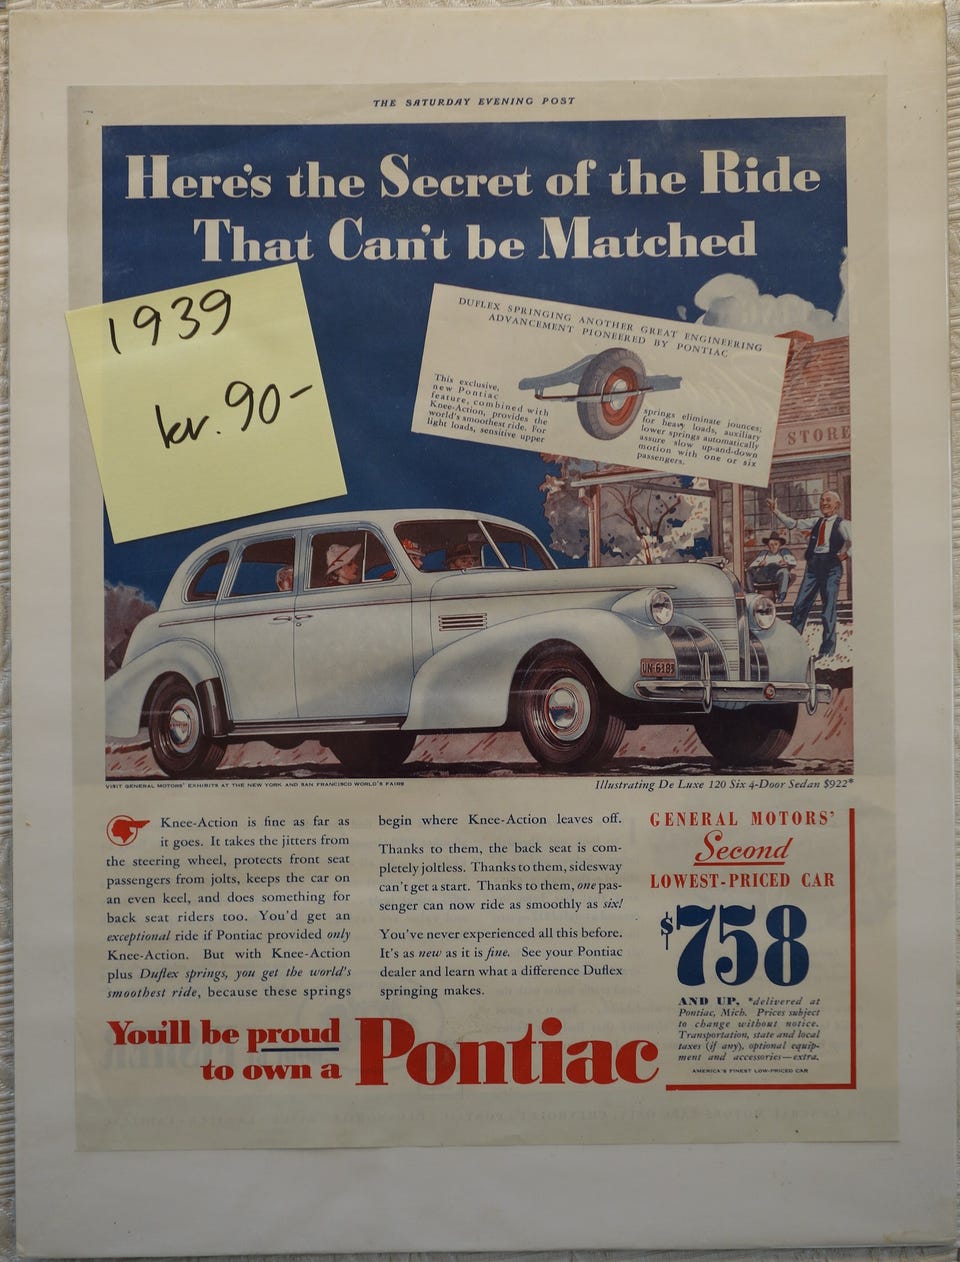 THE SATURDAY EVENING POST
Here's the Secret of the Ride
That Can't be Matched
1939
kr. 90-
DUFLEX SPRINGING ANOTHER GREAT ENGINEERING
ADVANCEMENT PIONEERED BY PONTIAC
This exclusive,
new Pontiac
feature, combined with
Knee-Action, provides the
world's smoothest ride. For
light loads, sensitive upper
springs eliminate jounces;
for heavy loads, auxiliary
lower springs automatically
assure slow up-and-down
motion with one or six
passengers.
STORE
UN-6383
VISIT GENERAL MOTORS' EXHIBITS AT THE NEW YORK AND SAN FRANCISCO WORLD'S FAIRS
Illustrating De Luxe 120 Six 4-Door Sedan $922*
Knee-Action is fine as far as
it goes. It takes the jitters from
the steering wheel, protects front seat
passengers from jolts, keeps the car on
an even keel, and does something for
back seat riders too. You'd get an
exceptional ride if Pontiac provided only
Knee-Action. But with Knee-Action
plus Duflex springs, you get the world's
smoothest ride, because these springs
begin where Knee-Action leaves off.
Thanks to them, the back seat is com-
pletely joltless. Thanks to them, sidesway
can't get a start. Thanks to them, one pas-
senger can now ride as smoothly as six!
You've never experienced all this before.
It's as new as it is fine. See your Pontiac
dealer and learn what a difference Duflex
springing makes.
GENERAL MOTORS'
Second
LOWEST-PRICED CAR
$758
AND UP, *delivered at
Pontiac, Mich. Prices subject
to change without notice.
Transportation, state and local
taxes (if any), optional equip-
ment and accessories—extra.
AMERICA'S FINEST LOW-PRICED CAR
You'll be proud
to own a Pontiac